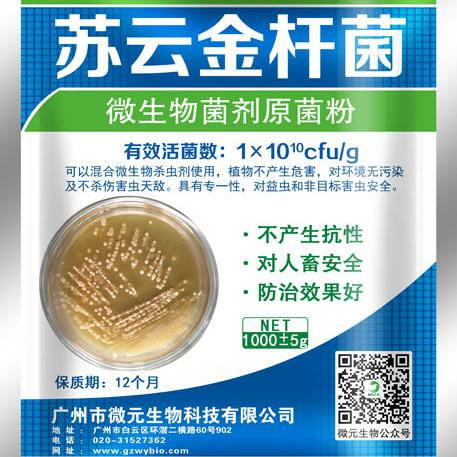 苏云金杆菌
微生物菌剂原菌粉
有效活菌数：1×10¹⁰cfu/g
可以混合微生物杀虫剂使用，植物不产生危害，对环境无污染
及不杀伤害虫天敌。具有专一性，对益虫和非目标害虫安全。
·不产生抗性
·对人畜安全
·防治效果好
NET
1000±5g
保质期：12个月
广州市微元生物科技有限公司
地址：广州市白云区环滘二横路60号902
电话：020-31527362
网址：www.gzwybio.com
微元生物公众号